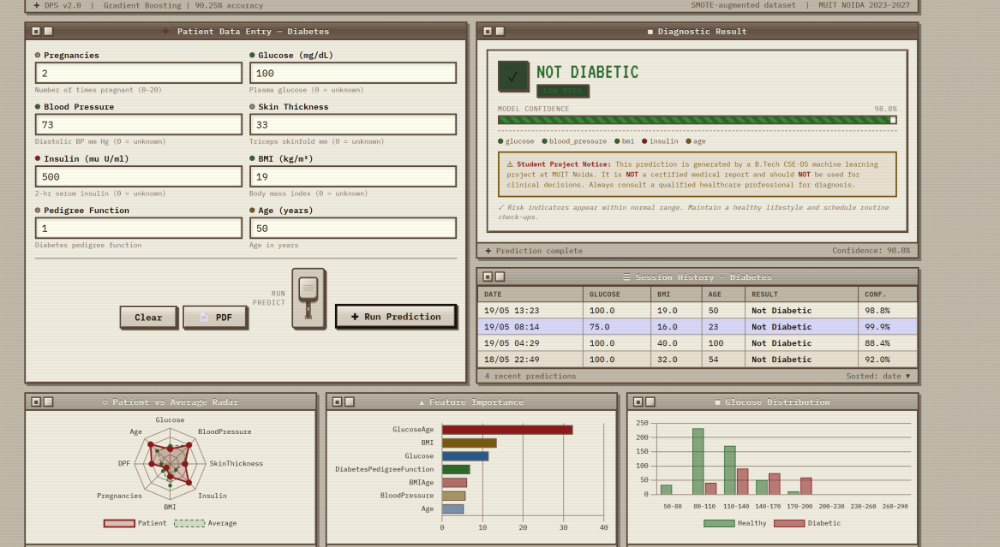 ✚ DPS v2.0 | Gradient Boosting | 90.25% accuracy
SMOTE-augmented dataset | MUIT NOIDA 2023-2027
✚ Patient Data Entry — Diabetes
Pregnancies
2
Number of times pregnant (0-20)
Glucose (mg/dL)
100
Plasma glucose (0 = unknown)
Blood Pressure
73
Diastolic BP mm Hg (0 = unknown)
Skin Thickness
33
Triceps skinfold mm (0 = unknown)
Insulin (mu U/ml)
500
2-hr serum insulin (0 = unknown)
BMI (kg/m²)
19
Body mass index (0 = unknown)
Pedigree Function
1
Diabetes pedigree function
Age (years)
50
Age in years
Clear
PDF
RUN
PREDICT
ON
✚ Run Prediction
■ Diagnostic Result
✓
NOT DIABETIC
LOW RISK
MODEL CONFIDENCE
98.8%
glucose blood_pressure bmi insulin age
⚠ Student Project Notice: This prediction is generated by a B.Tech CSE-DS machine learning
project at MUIT Noida. It is NOT a certified medical report and should NOT be used for
clinical decisions. Always consult a qualified healthcare professional for diagnosis.
✓ Risk indicators appear within normal range. Maintain a healthy lifestyle and schedule routine
check-ups.
✚ Prediction complete
Confidence: 98.8%
☰ Session History — Diabetes
DATE GLUCOSE BMI AGE RESULT CONF.
19/05 13:23 100.0 19.0 50 Not Diabetic 98.8%
19/05 08:14 75.0 16.0 23 Not Diabetic 99.9%
19/05 04:29 100.0 40.0 100 Not Diabetic 88.4%
18/05 22:49 100.0 32.0 54 Not Diabetic 92.0%
4 recent predictions
Sorted: date ▼
○ Patient vs Average Radar
Glucose
BloodPressure
SkinThickness
Insulin
BMI
Pregnancies
DPF
Age
Patient Average
▲ Feature Importance
GlucoseAge
BMI
Glucose
DiabetesPedigreeFunction
BMIAge
BloodPressure
Age
0 10 20 30 40
■ Glucose Distribution
250
200
150
100
50
0
50-80 80-110 110-140 140-170 170-200 200-230 230-260 260-290
Healthy Diabetic